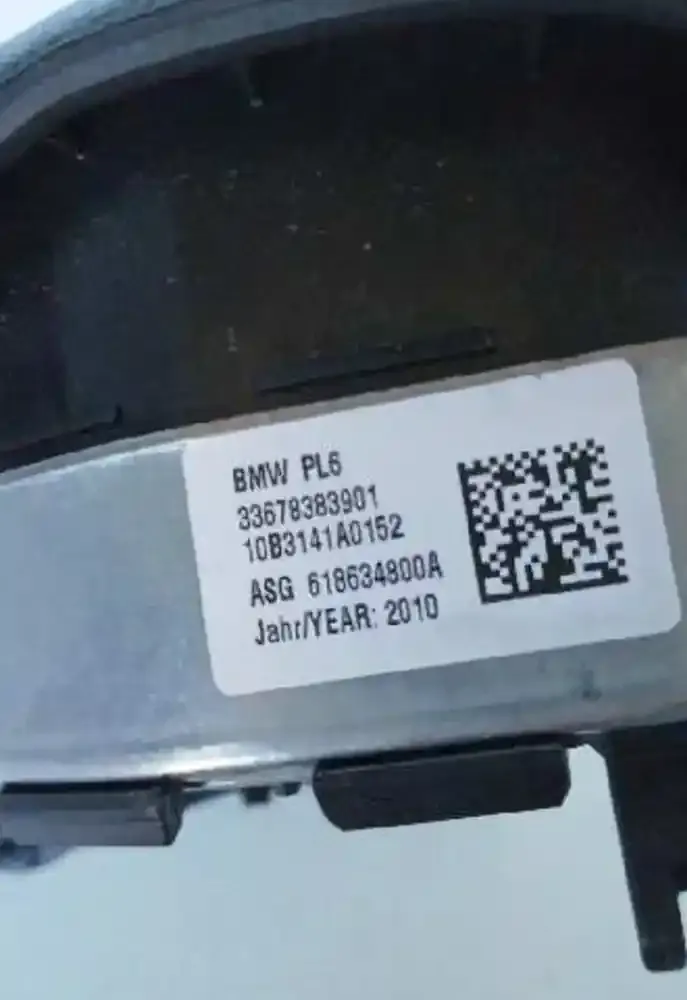 BMW PL6
33678383901
10B3141A0152
ASG 618634800A
Jahr/YEAR: 2010